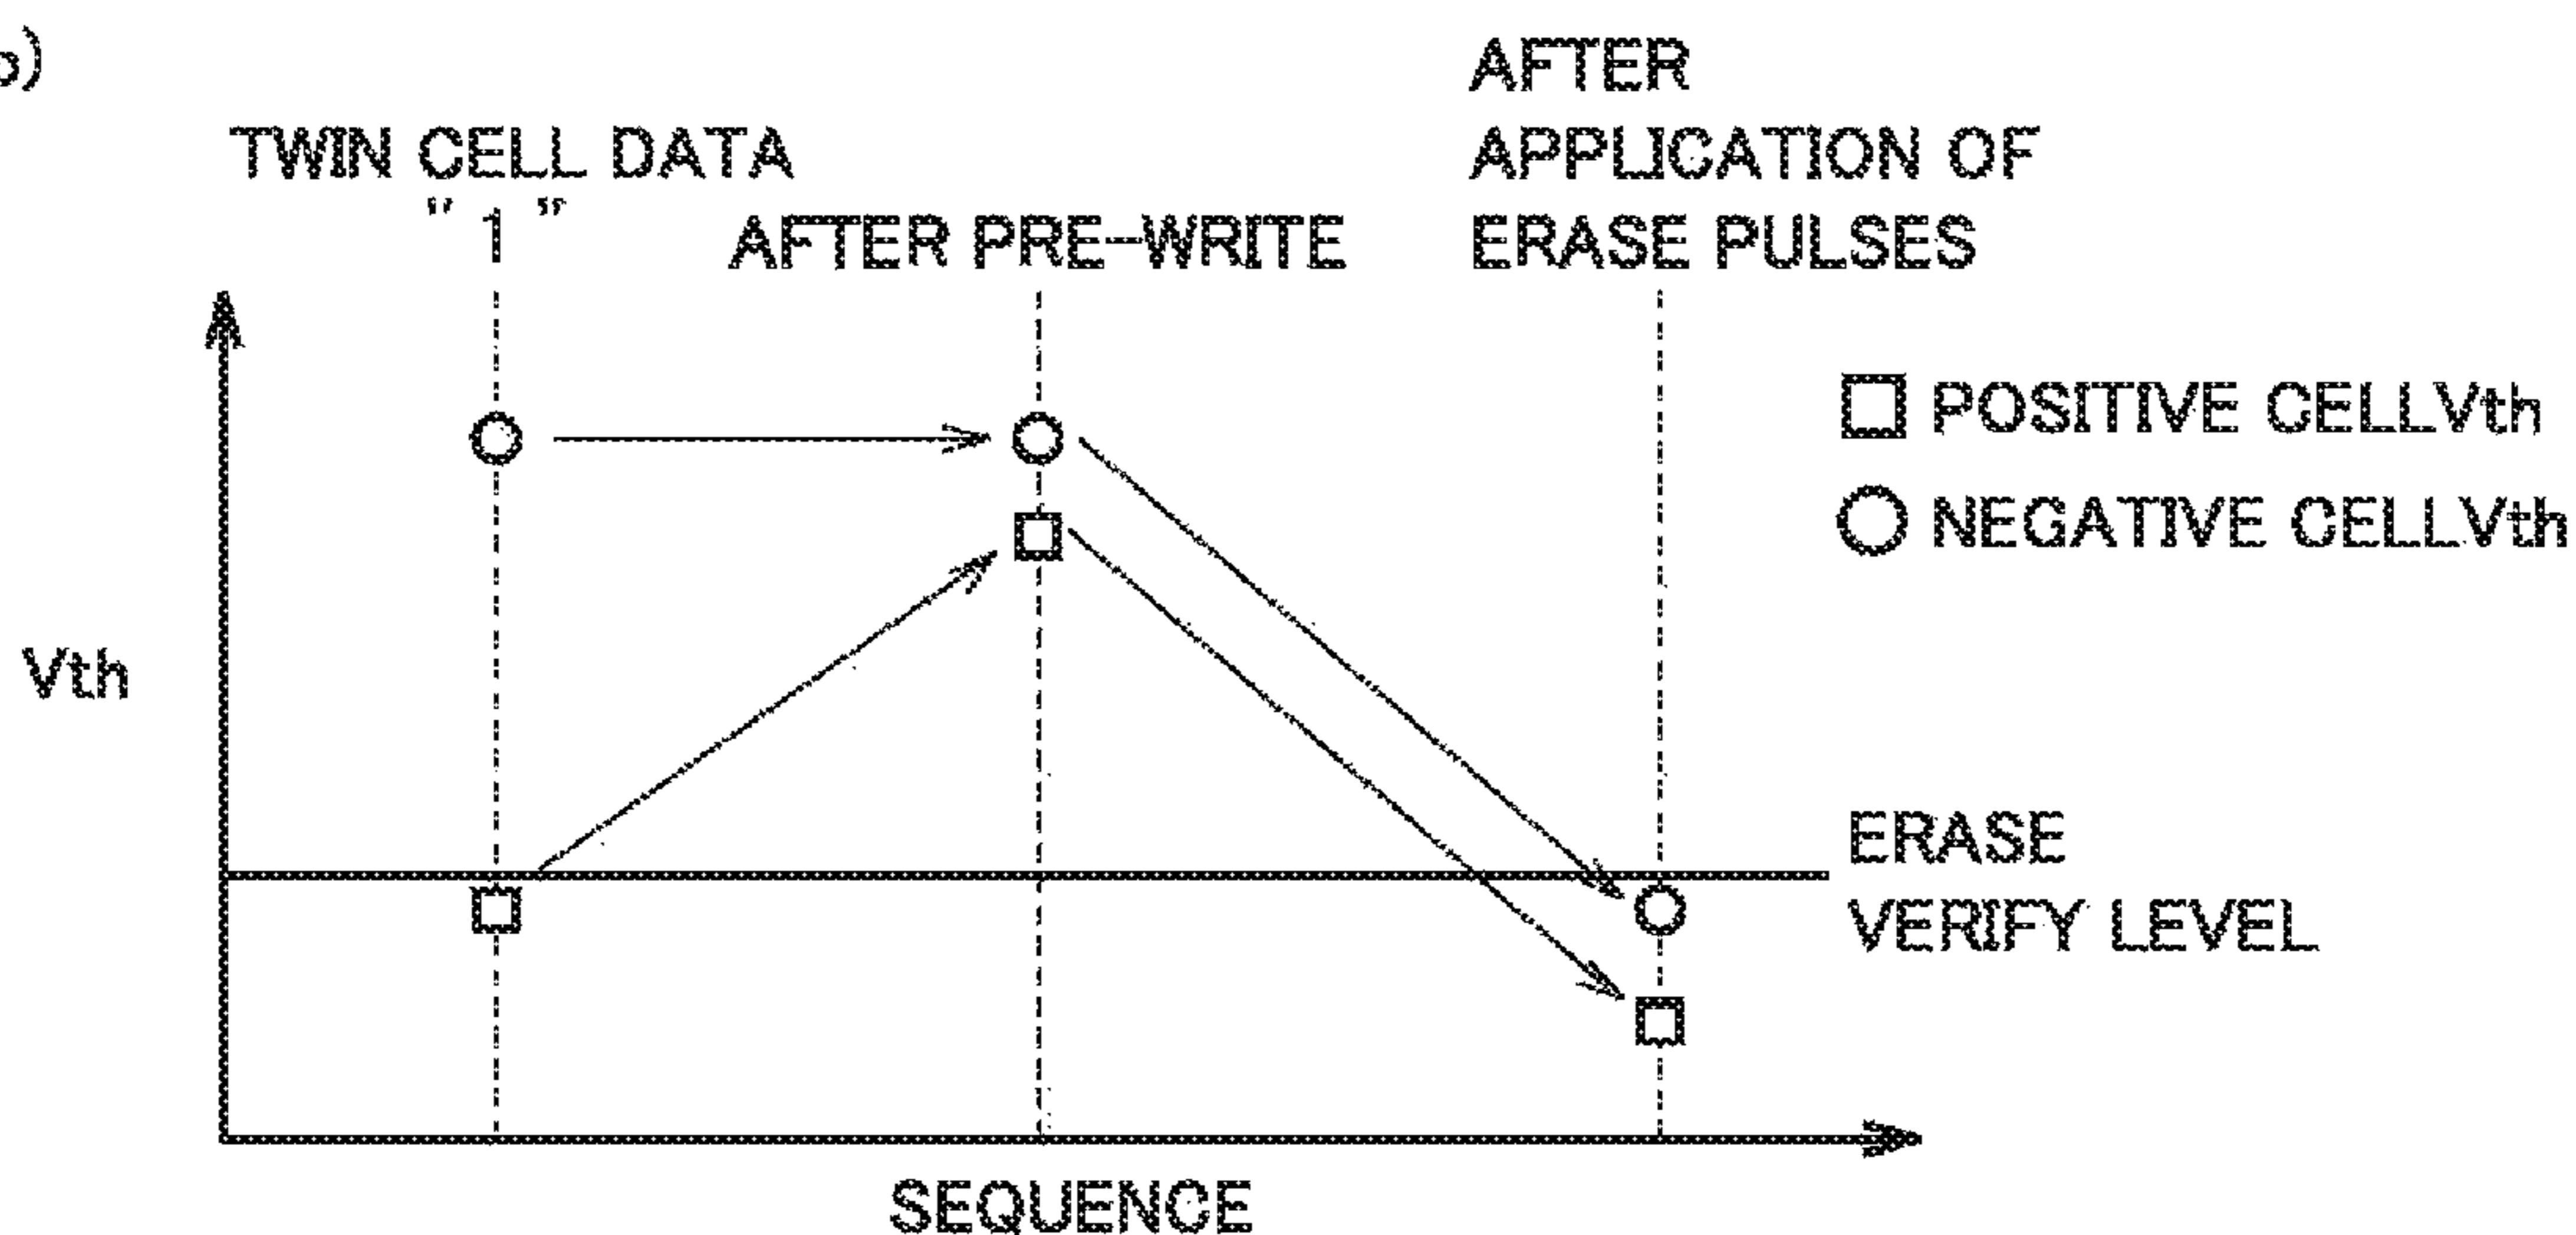 b)
TWIN CELL DATA
"1"
AFTER PRE-WRITE
AFTER
APPLICATION OF
ERASE PULSES
POSITIVE CELLVth
NEGATIVE CELLVth
Vth
ERASE
VERIFY LEVEL
SEQUENCE